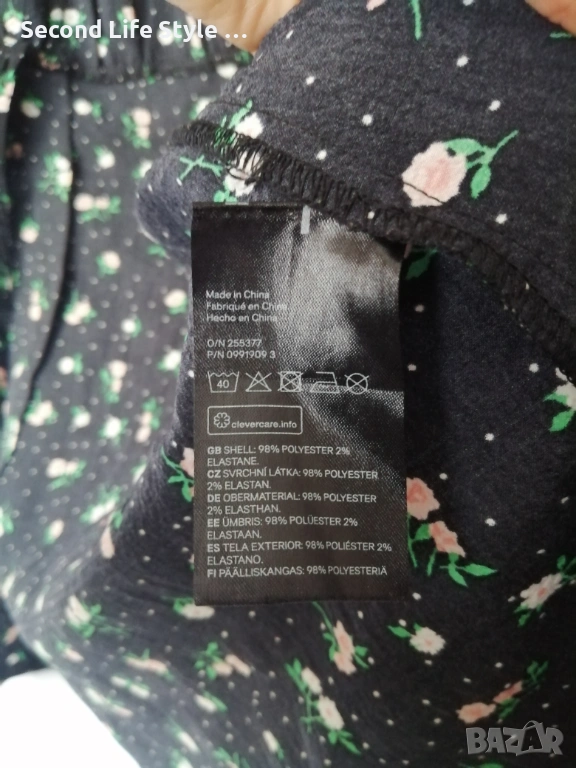 Second Life Style ...
Made in China
Fabriqué en Chine
Hecho en China
O/N 255377
P/N 0991909 3
40
clevercare.info
GB SHELL: 98% POLYESTER 2%
ELASTANE.
CZ SVRCHNÍ LÁTKA: 98% POLYESTER
2% ELASTAN.
DE OBERMATERIAL: 98% POLYESTER
2% ELASTHAN.
EE ÜMBRIS: 98% POLÜESTER 2%
ELASTAAN.
ES TELA EXTERIOR: 98% POLIÉSTER 2%
ELASTANO.
FI PÄÄLLISKANGAS: 98% POLYESTERIÄ
BAZAR